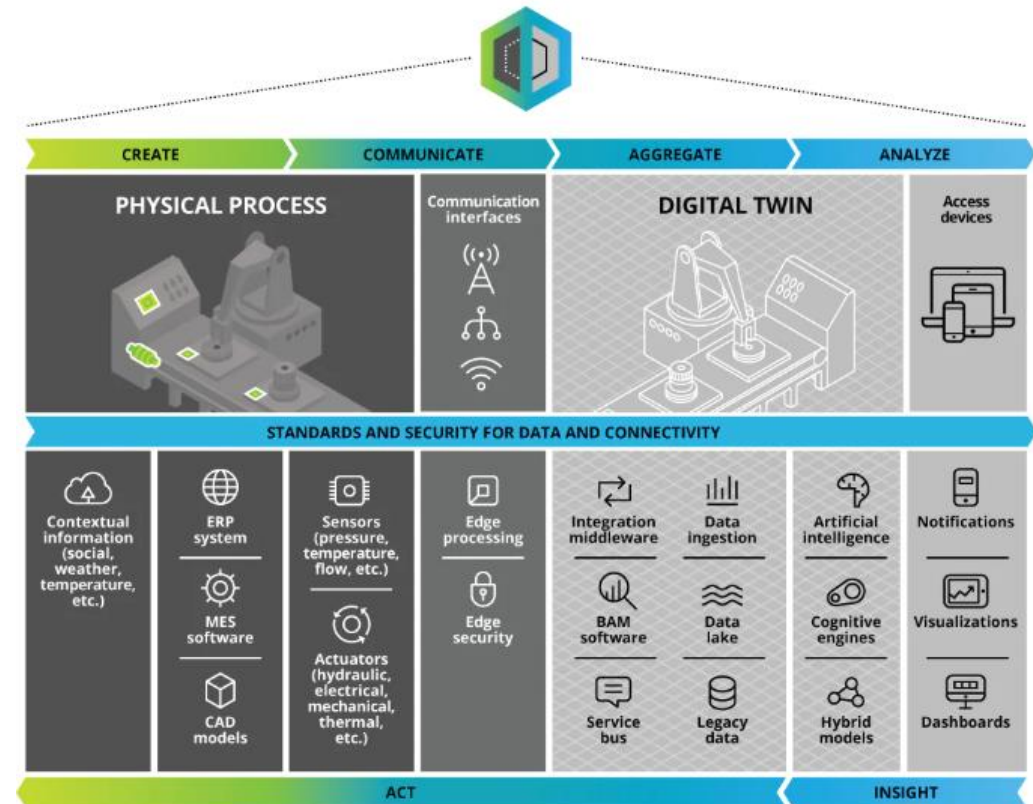 CREATE
COMMUNICATE
AGGREGATE
ANALYZE
PHYSICAL PROCESS
Communication
interfaces
DIGITAL TWIN
Access
devices
STANDARDS AND SECURITY FOR DATA AND CONNECTIVITY
Contextual
information
(social,
weather,
temperature,
etc.)
ERP
system
MES
software
CAD
models
Sensors
(pressure,
temperature,
flow, etc.)
Actuators
(hydraulic,
electrical,
mechanical,
thermal,
etc.)
Edge
processing
Edge
security
Integration
middleware
BAM
software
Service
bus
Data
ingestion
Data
lake
Legacy
data
Artificial
intelligence
Cognitive
engines
Hybrid
models
Notifications
Visualizations
Dashboards
ACT
INSIGHT